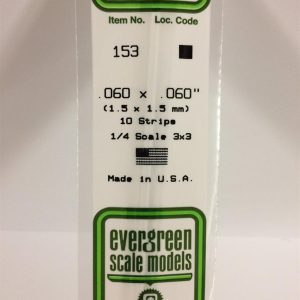 Item No. Loc. Code
153
.060 x .060"
(1.5 x 1.5 mm)
10 Strips
1/4 Scale 3x3
Made in U.S.A.
evergreen
scale models